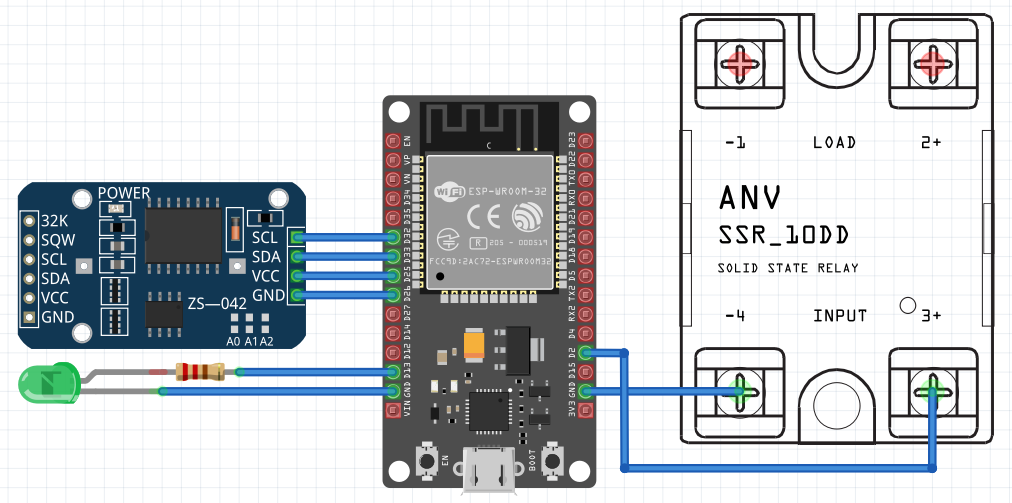 POWER
32K
SQW
SCL
SDA
VCC
GND
SCL
SDA
VCC
GND
ZS—042
A0 A1 A2
EN
VP
VN
D34
D35
D32
D33
D25
D26
D27
D14
D12
D13
GND
VIN
D23
D22
TX0
RX0
D21
D19
D18
D5
TX2
RX2
D4
D2
D15
GND
3V3
WiFi ESP-WROOM-32
CE
R 205 - 000519
FCC9D:2AC72-ESPWROOM32
EN
BOOT
-1 LOAD 2+
ANV
SSR_10DD
SOLID STATE RELAY
-4 INPUT 3+